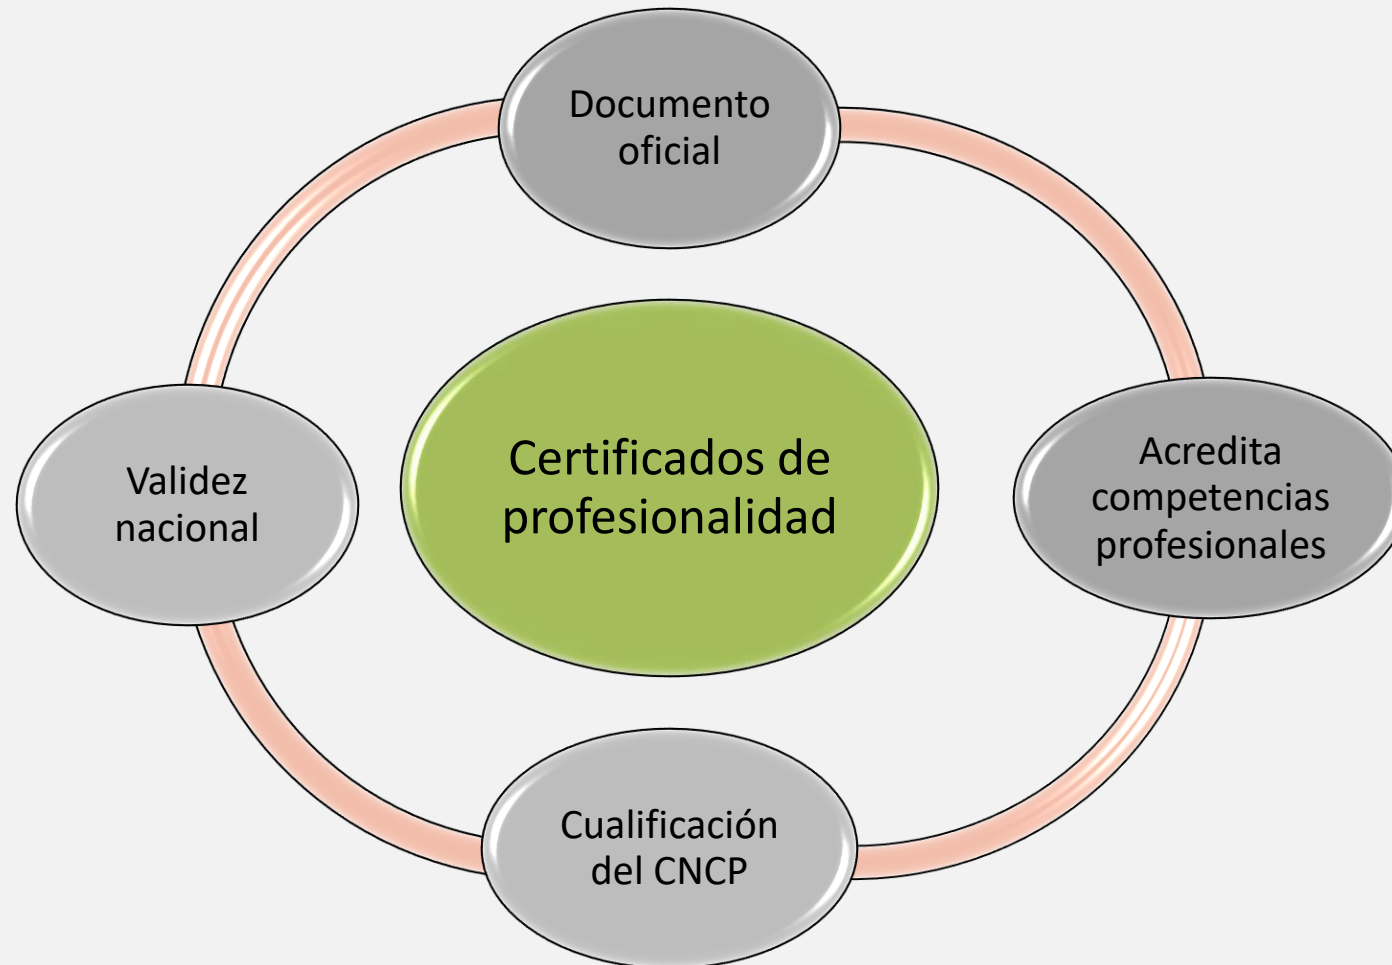 Documento
oficial
Certificados de
profesionalidad
Acredita
competencias
profesionales
Validez
nacional
Cualificación
del CNCP